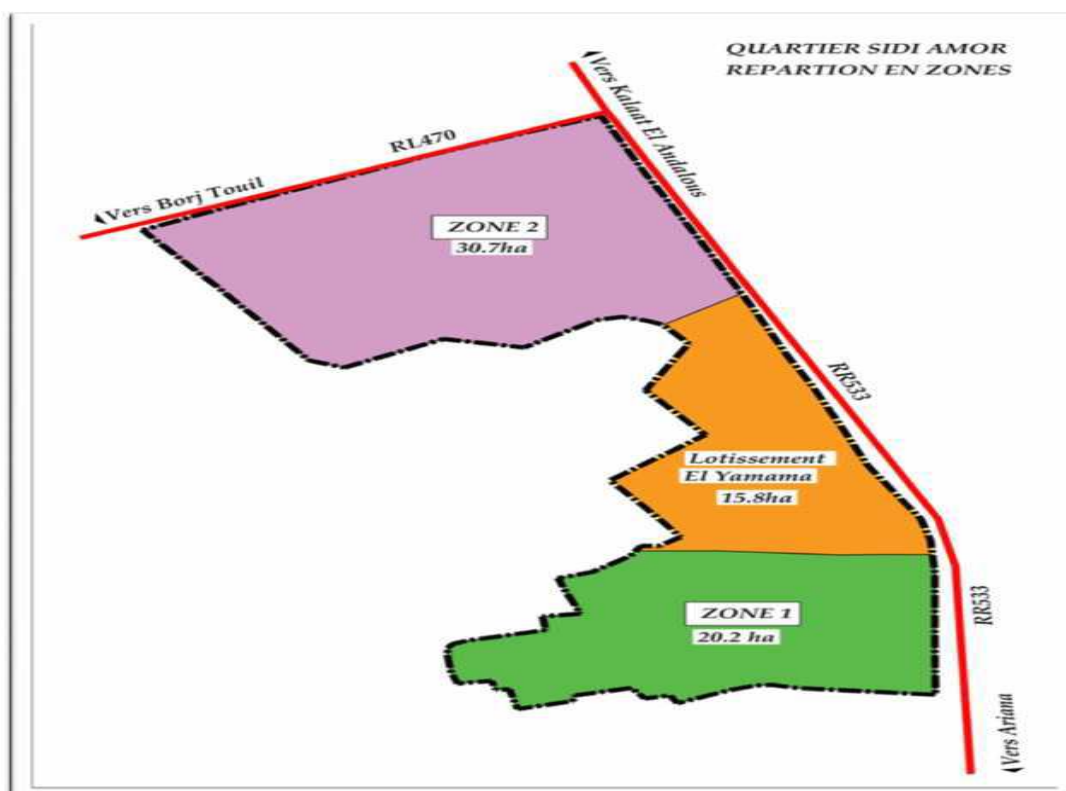 QUARTIER SIDI AMOR
REPARTION EN ZONES
Vers Kalaat El Andalous
RL470
Vers Borj Touil
ZONE 2
30.7ha
RR533
Lotissement
El Yamama
15.8ha
ZONE 1
20.2 ha
RR533
Vers Ariana